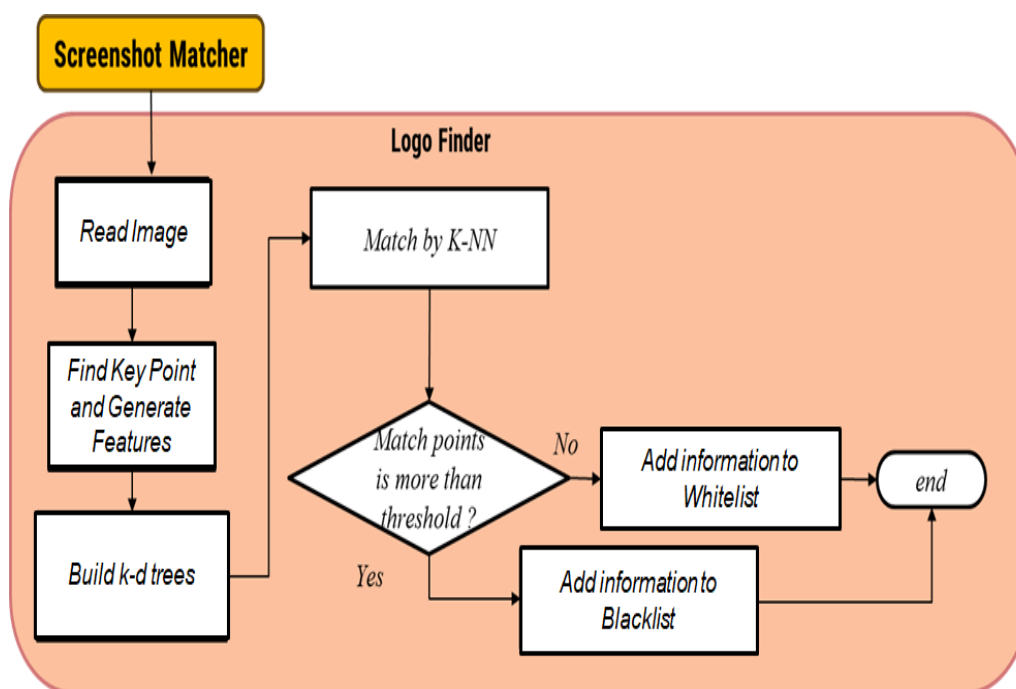 Screenshot Matcher
Logo Finder
Read Image
Find Key Point
and Generate
Features
Build k-d trees
Match by K-NN
Match points
is more than
threshold ?
No
Yes
Add information to
Whitelist
Add information to
Blacklist
end